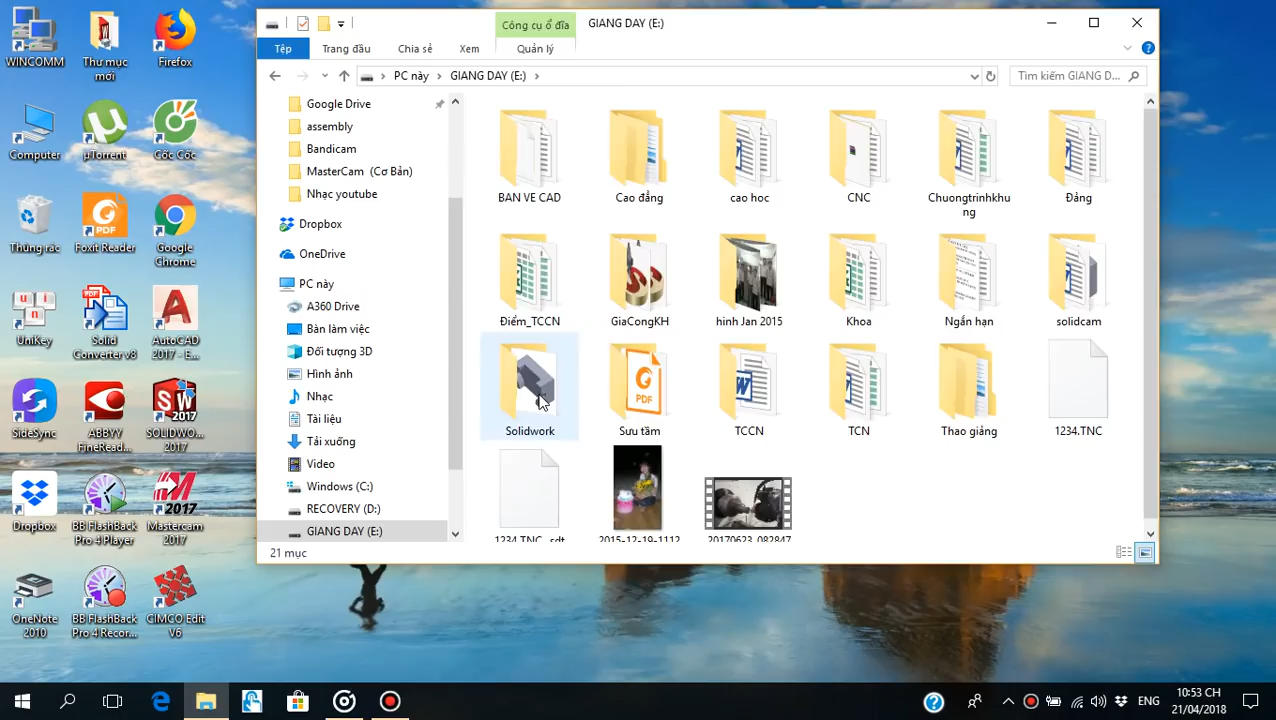 WINCOMM
Thư mục mới
Firefox
Computer
µTorrent
Cốc Cốc
Thùng rác
Foxit Reader
Google Chrome
UniKey
Solid Converter v8
AutoCAD 2017 - E...
SideSync
ABBYY FineRead...
SOLIDWO... 2017
Dropbox
BB FlashBack Pro 4 Player
Mastercam 2017
OneNote 2010
BB FlashBack Pro 4 Recor...
CIMCO Edit V6
Công cụ ổ đĩa
GIANG DAY (E:)
Tệp
Trang đầu
Chia sẻ
Xem
Quản lý
PC này
GIANG DAY (E:)
Tìm kiếm GIANG D...
Google Drive
assembly
Bandicam
MasterCam (Cơ Bản)
Nhạc youtube
Dropbox
OneDrive
PC này
A360 Drive
Bàn làm việc
Đối tượng 3D
Hình ảnh
Nhạc
Tài liệu
Tải xuống
Video
Windows (C:)
RECOVERY (D:)
GIANG DAY (E:)
BAN VE CAD
Cao đẳng
cao hoc
CNC
Chuongtrinhkhu
ng
Đảng
Điểm_TCCN
GiaCongKH
hinh Jan 2015
Khoa
Ngắn hạn
solidcam
Solidwork
Sưu tầm
TCCN
TCN
Thao giảng
1234.TNC
1234.TNC_.sdt
2015-12-19-1112
20170623_082847
21 mục
ENG
10:53 CH
21/04/2018